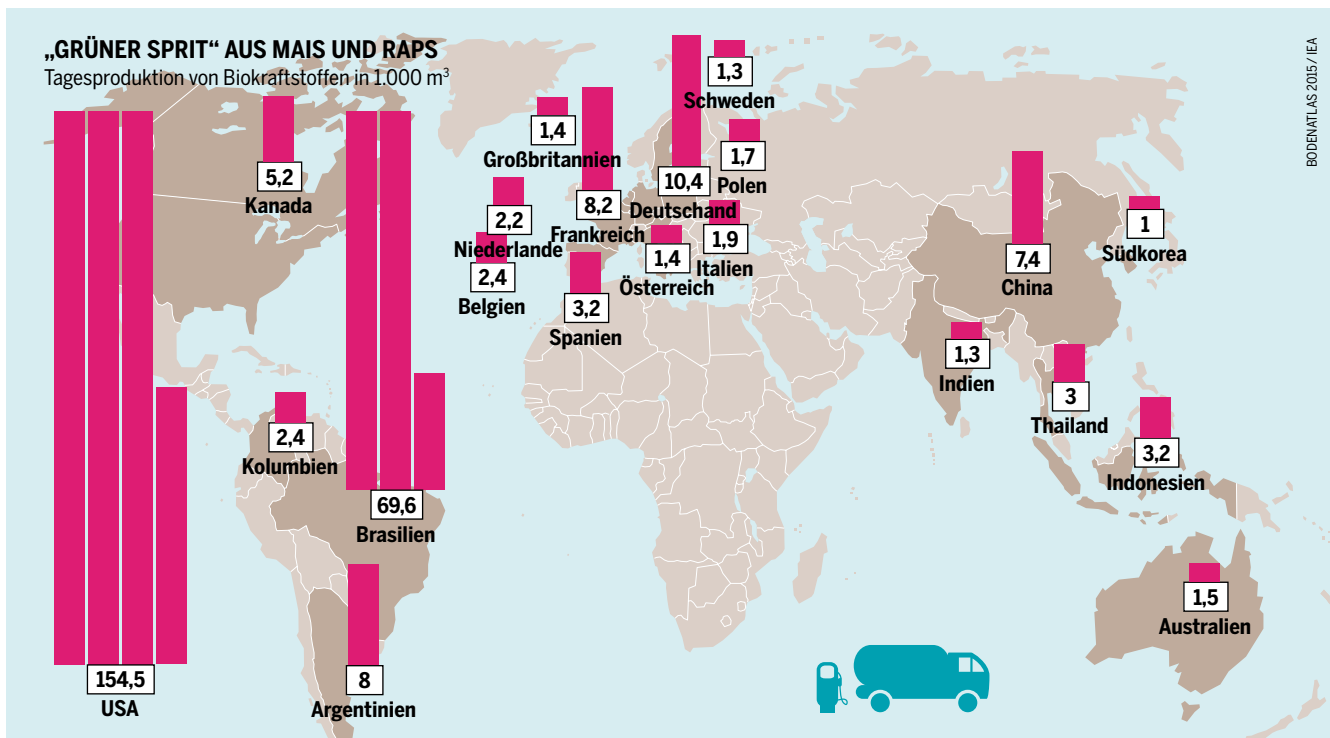 „GRÜNER SPRIT“ AUS MAIS UND RAPS
Tagesproduktion von Biokraftstoffen in 1.000 m³
154,5
USA
5,2
Kanada
2,4
Kolumbien
69,6
Brasilien
8
Argentinien
1,4
Großbritannien
2,2
Niederlande
2,4
Belgien
8,2
Frankreich
3,2
Spanien
10,4
Deutschand
1,3
Schweden
1,7
Polen
1,9
Italien
1,4
Österreich
7,4
China
1
Südkorea
1,3
Indien
3
Thailand
3,2
Indonesien
1,5
Australien
BODENATLAS 2015 / IEA